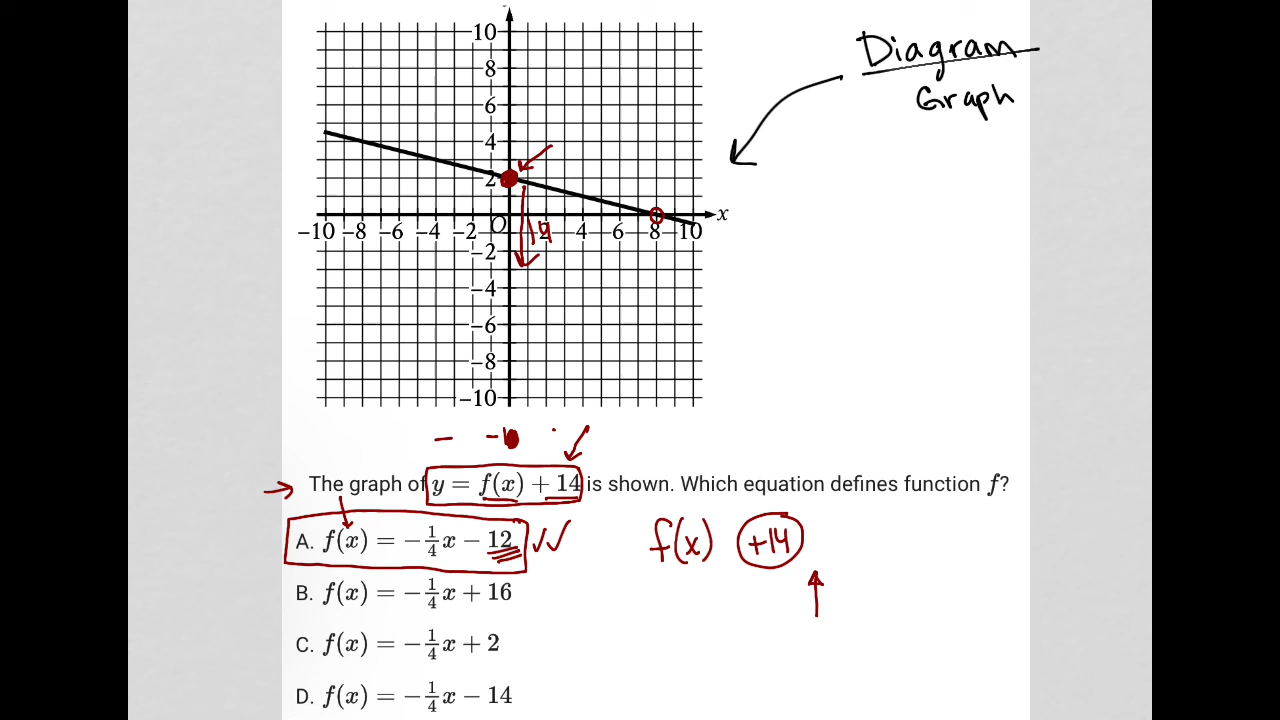 10
8
6
4
2
x
-10 -8 -6 -4 -2 O 2 4 6 8 10
14
-2
-4
-6
-8
-10
Diagram
Graph
The graph of y = f(x) + 14 is shown. Which equation defines function f?
A. f(x) = -1/4x - 12
B. f(x) = -1/4x + 16
C. f(x) = -1/4x + 2
D. f(x) = -1/4x - 14
f(x) +14